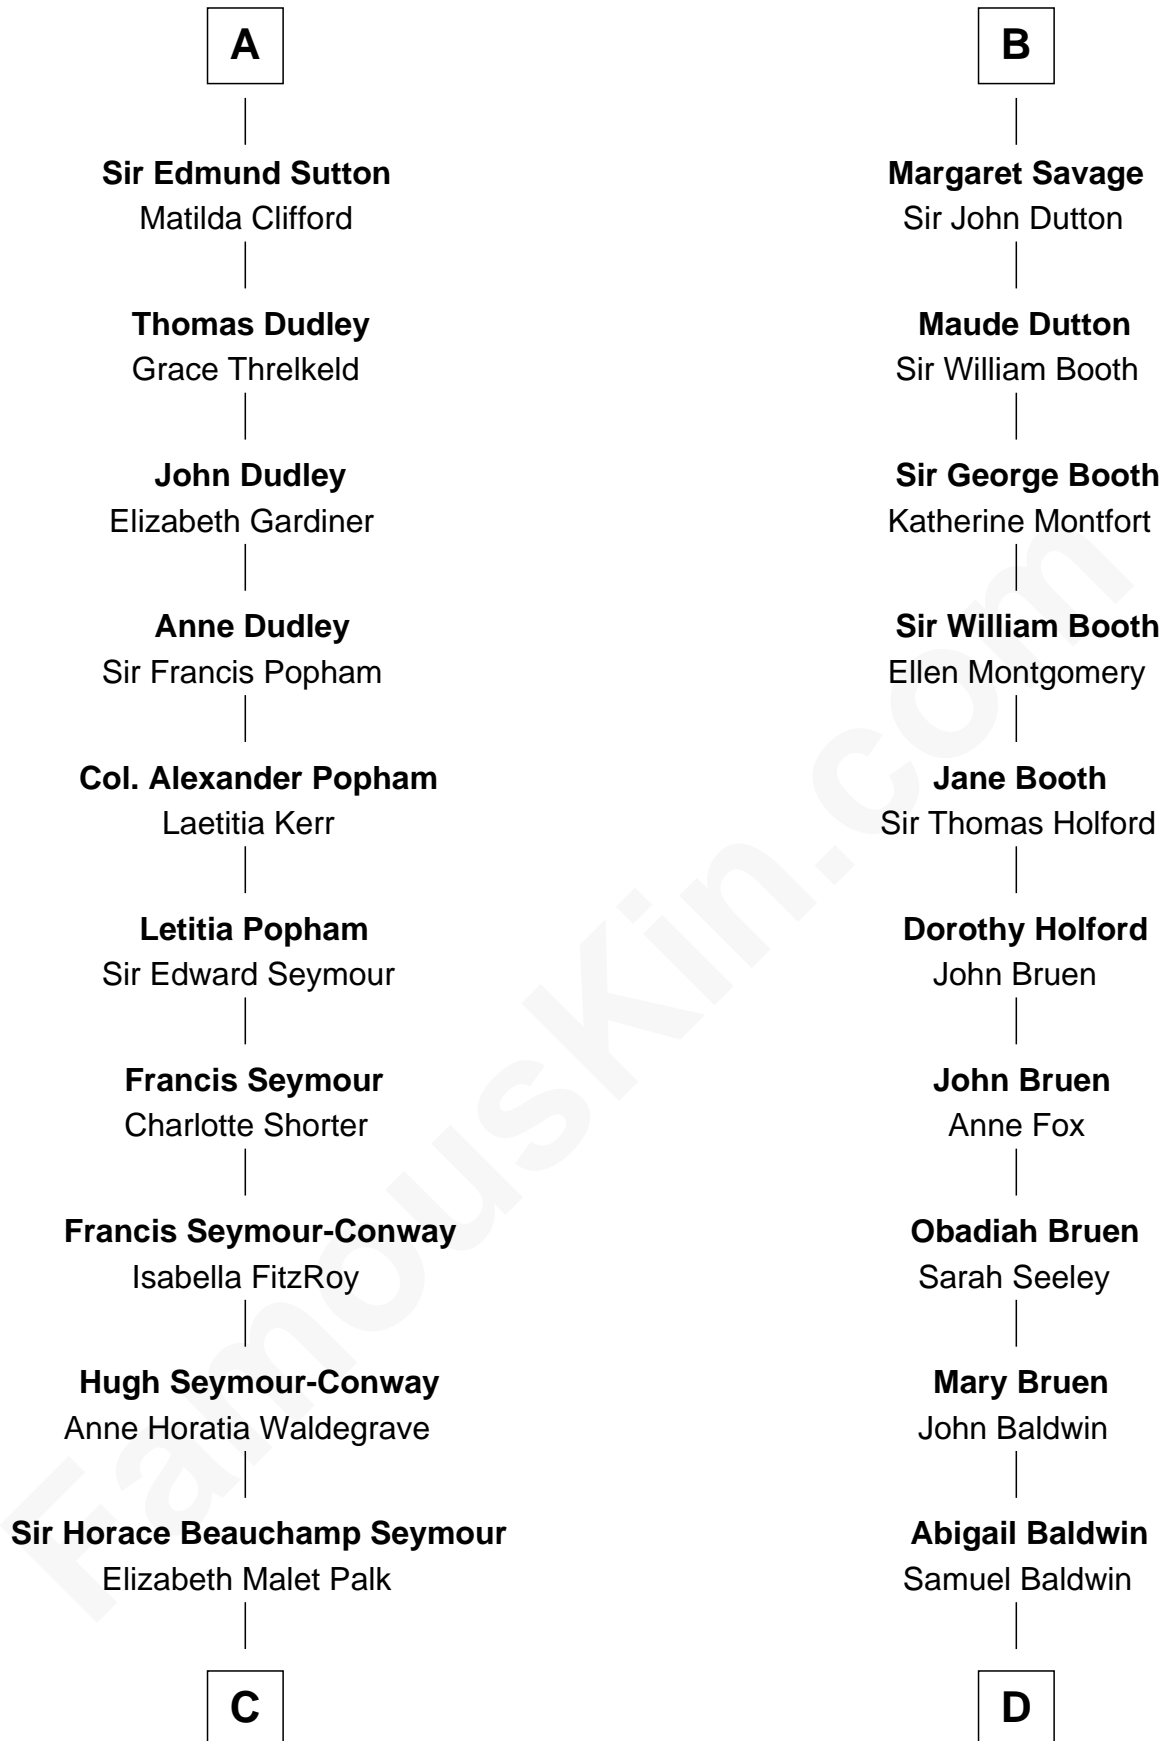 A
Sir Edmund Sutton
Matilda Clifford
Thomas Dudley
Grace Threlkeld
John Dudley
Elizabeth Gardiner
Anne Dudley
Sir Francis Popham
Col. Alexander Popham
Laetitia Kerr
Letitia Popham
Sir Edward Seymour
Francis Seymour
Charlotte Shorter
Francis Seymour-Conway
Isabella FitzRoy
Hugh Seymour-Conway
Anne Horatia Waldegrave
Sir Horace Beauchamp Seymour
Elizabeth Malet Palk
C
B
Margaret Savage
Sir John Dutton
Maude Dutton
Sir William Booth
Sir George Booth
Katherine Montfort
Sir William Booth
Ellen Montgomery
Jane Booth
Sir Thomas Holford
Dorothy Holford
John Bruen
John Bruen
Anne Fox
Obadiah Bruen
Sarah Seeley
Mary Bruen
John Baldwin
Abigail Baldwin
Samuel Baldwin
D
FamousKin.com